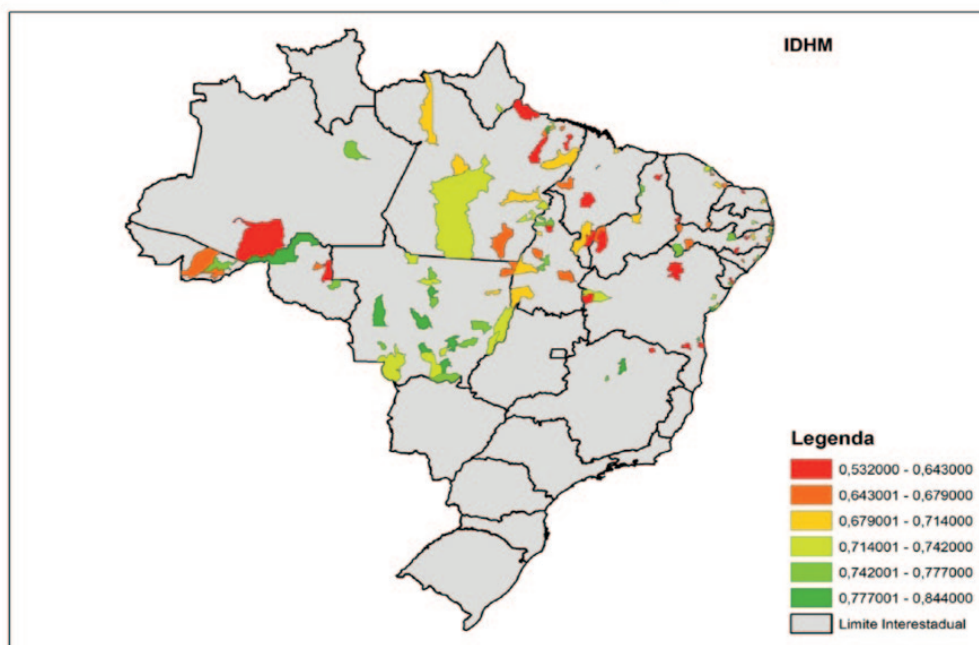 IDHM
Legenda
0,532000 - 0,643000
0,643001 - 0,679000
0,679001 - 0,714000
0,714001 - 0,742000
0,742001 - 0,777000
0,777001 - 0,844000
Limite Interestadual